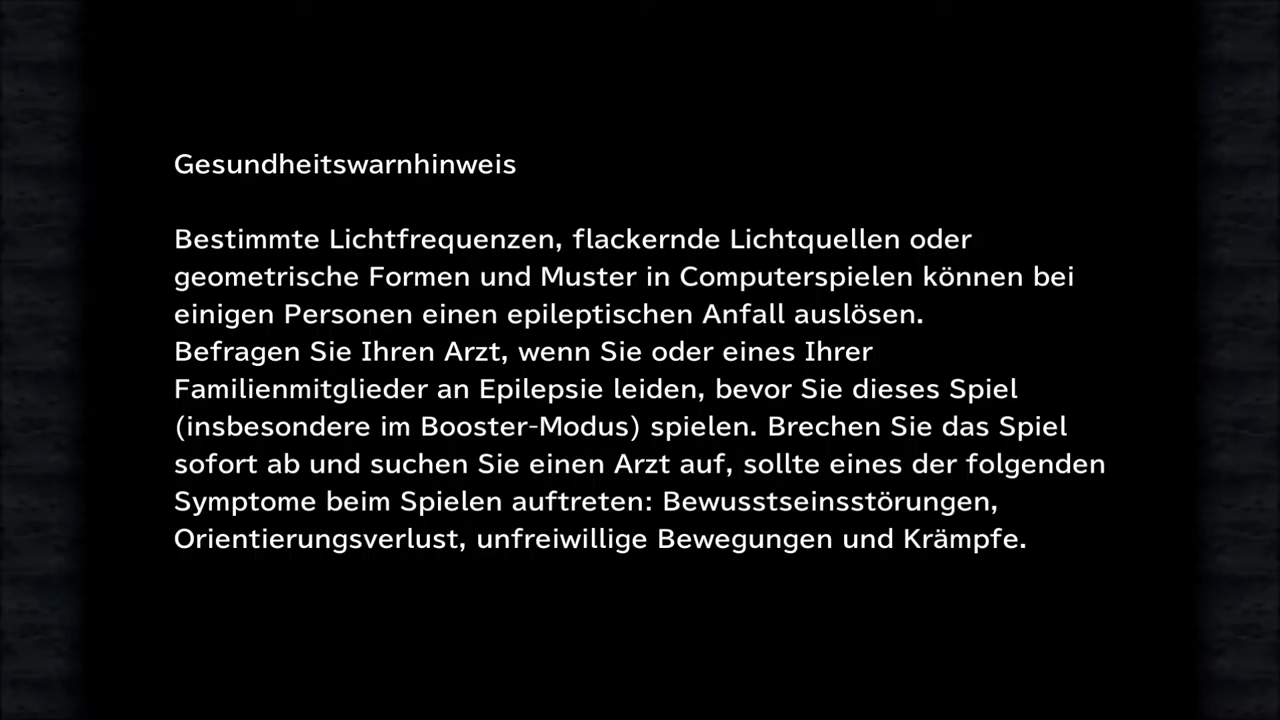 Gesundheitswarnhinweis
Bestimmte Lichtfrequenzen, flackernde Lichtquellen oder
geometrische Formen und Muster in Computerspielen können bei
einigen Personen einen epileptischen Anfall auslösen.
Befragen Sie Ihren Arzt, wenn Sie oder eines Ihrer
Familienmitglieder an Epilepsie leiden, bevor Sie dieses Spiel
(insbesondere im Booster-Modus) spielen. Brechen Sie das Spiel
sofort ab und suchen Sie einen Arzt auf, sollte eines der folgenden
Symptome beim Spielen auftreten: Bewusstseinsstörungen,
Orientierungsverlust, unfreiwillige Bewegungen und Krämpfe.